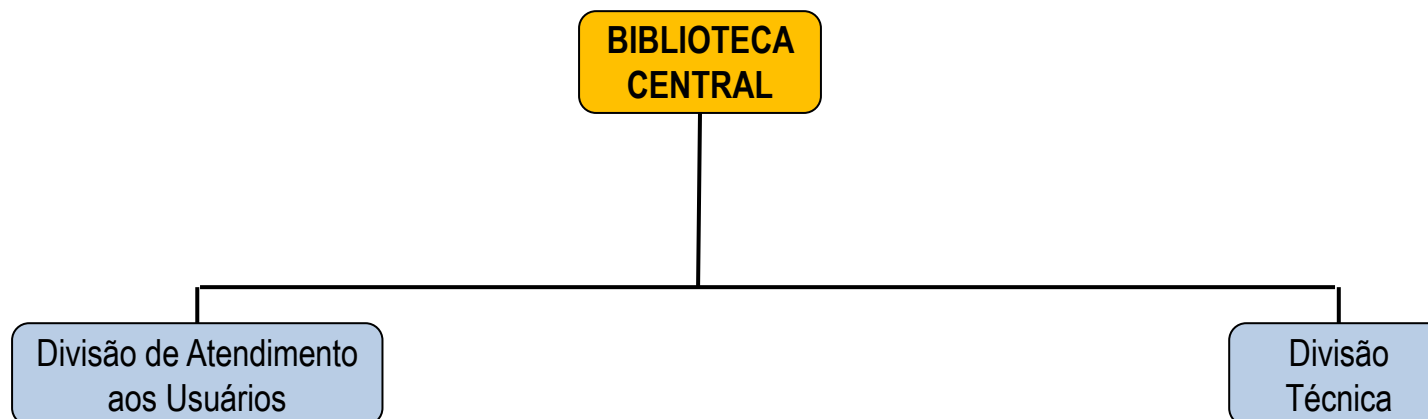 BIBLIOTECA
CENTRAL
Divisão de Atendimento
aos Usuários
Divisão
Técnica